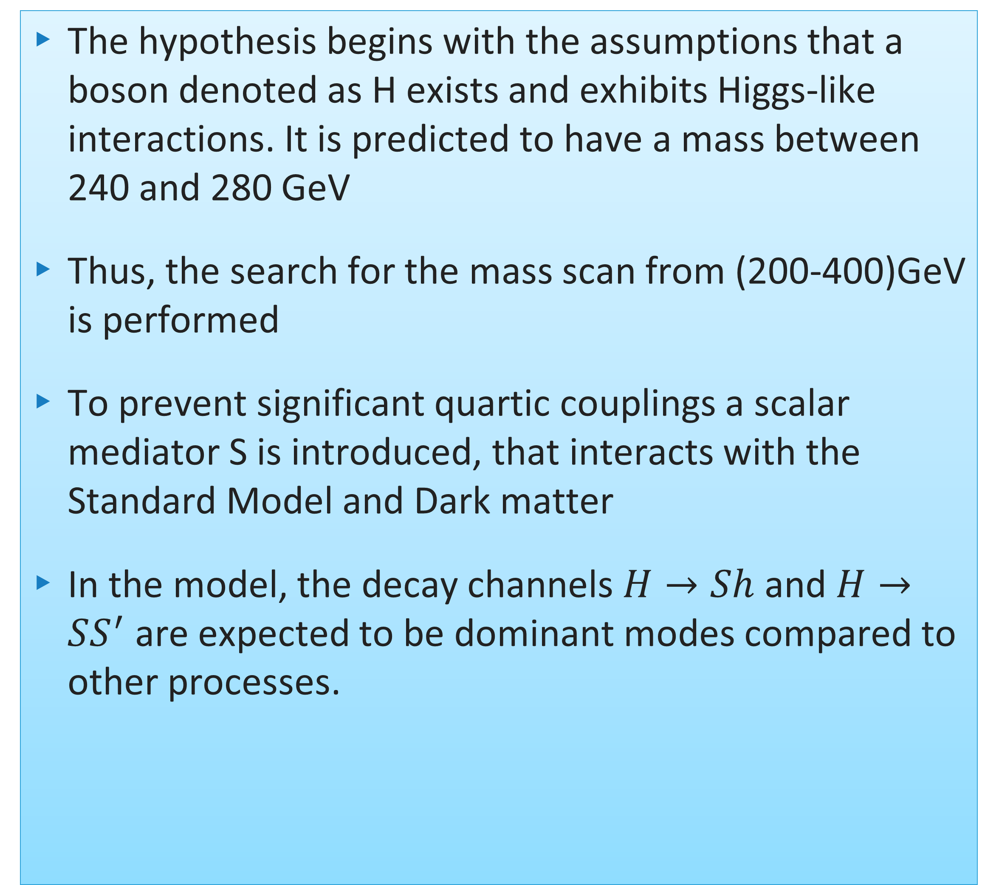 The hypothesis begins with the assumptions that a
boson denoted as H exists and exhibits Higgs-like
interactions. It is predicted to have a mass between
240 and 280 GeV
Thus, the search for the mass scan from (200-400)GeV
is performed
To prevent significant quartic couplings a scalar
mediator S is introduced, that interacts with the
Standard Model and Dark matter
In the model, the decay channels H → Sh and H →
SS′ are expected to be dominant modes compared to
other processes.